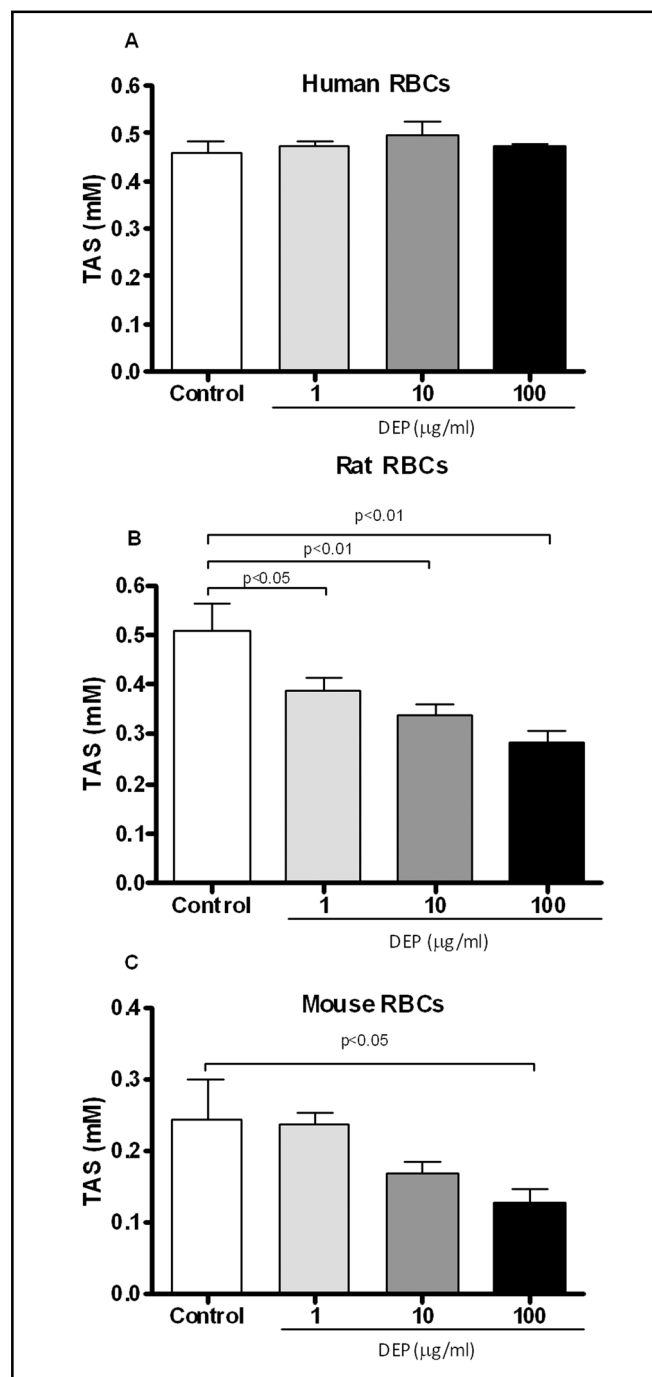 A
Human RBCs
TAS (mM)
0.6
0.5
0.4
0.3
0.2
0.1
0.0
Control 1 10 100
DEP (µg/ml)
Rat RBCs
B
p<0.01
p<0.01
p<0.05
TAS (mM)
0.6
0.5
0.4
0.3
0.2
0.1
0.0
Control 1 10 100
DEP (µg/ml)
C
Mouse RBCs
p<0.05
TAS (mM)
0.4
0.3
0.2
0.1
0.0
Control 1 10 100
DEP (µg/ml)